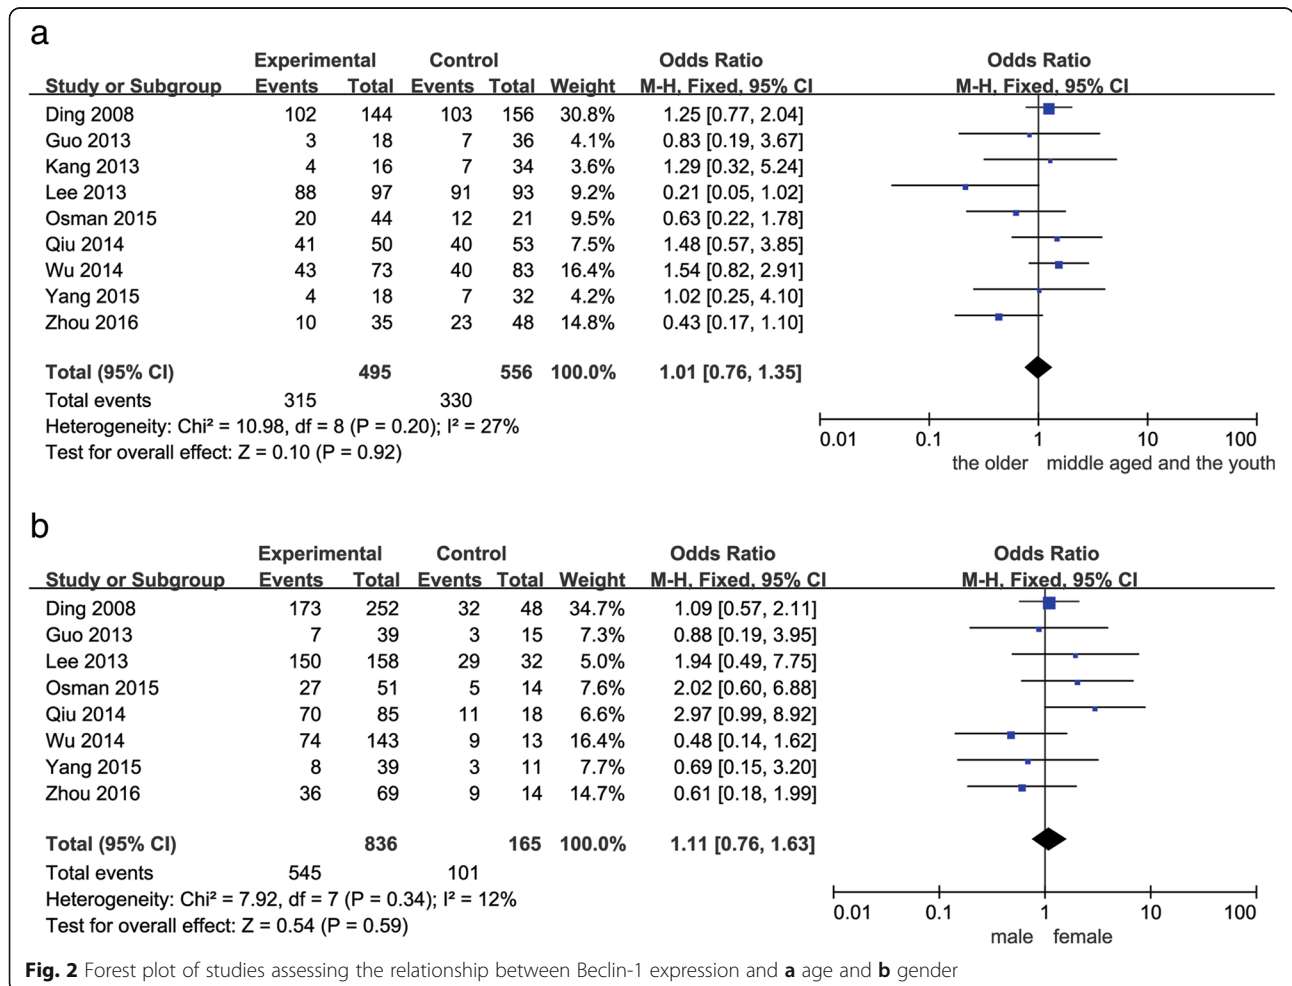 a
Experimental Control Odds Ratio Odds Ratio
Study or Subgroup Events Total Events Total Weight M-H, Fixed, 95% CI M-H, Fixed, 95% CI
Ding 2008 102 144 103 156 30.8% 1.25 [0.77, 2.04]
Guo 2013 3 18 7 36 4.1% 0.83 [0.19, 3.67]
Kang 2013 4 16 7 34 3.6% 1.29 [0.32, 5.24]
Lee 2013 88 97 91 93 9.2% 0.21 [0.05, 1.02]
Osman 2015 20 44 12 21 9.5% 0.63 [0.22, 1.78]
Qiu 2014 41 50 40 53 7.5% 1.48 [0.57, 3.85]
Wu 2014 43 73 40 83 16.4% 1.54 [0.82, 2.91]
Yang 2015 4 18 7 32 4.2% 1.02 [0.25, 4.10]
Zhou 2016 10 35 23 48 14.8% 0.43 [0.17, 1.10]
Total (95% CI) 495 556 100.0% 1.01 [0.76, 1.35]
Total events 315 330
Heterogeneity: Chi² = 10.98, df = 8 (P = 0.20); I² = 27%
Test for overall effect: Z = 0.10 (P = 0.92)
0.01 0.1 1 10 100
the older middle aged and the youth
b
Experimental Control Odds Ratio Odds Ratio
Study or Subgroup Events Total Events Total Weight M-H, Fixed, 95% CI M-H, Fixed, 95% CI
Ding 2008 173 252 32 48 34.7% 1.09 [0.57, 2.11]
Guo 2013 7 39 3 15 7.3% 0.88 [0.19, 3.95]
Lee 2013 150 158 29 32 5.0% 1.94 [0.49, 7.75]
Osman 2015 27 51 5 14 7.6% 2.02 [0.60, 6.88]
Qiu 2014 70 85 11 18 6.6% 2.97 [0.99, 8.92]
Wu 2014 74 143 9 13 16.4% 0.48 [0.14, 1.62]
Yang 2015 8 39 3 11 7.7% 0.69 [0.15, 3.20]
Zhou 2016 36 69 9 14 14.7% 0.61 [0.18, 1.99]
Total (95% CI) 836 165 100.0% 1.11 [0.76, 1.63]
Total events 545 101
Heterogeneity: Chi² = 7.92, df = 7 (P = 0.34); I² = 12%
Test for overall effect: Z = 0.54 (P = 0.59)
0.01 0.1 1 10 100
male female
Fig. 2 Forest plot of studies assessing the relationship between Beclin-1 expression and a age and b gender